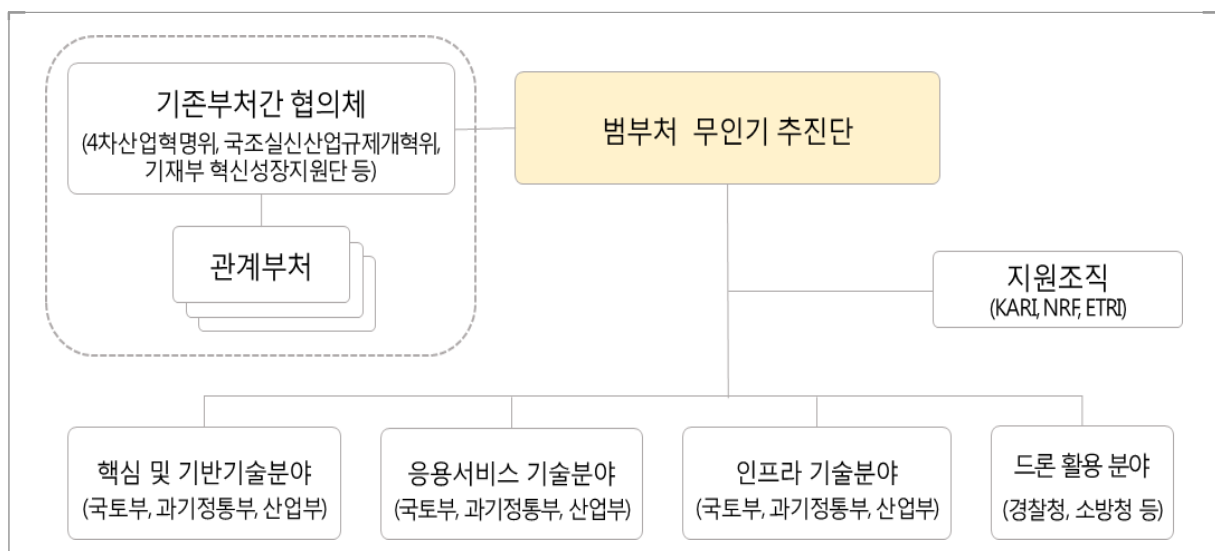 기존부처간 협의체
(4차산업혁명위, 국조실신산업규제개혁위,
기재부 혁신성장지원단 등)
관계부처
범부처 무인기 추진단
지원조직
(KARI, NRF, ETRI)
핵심 및 기반기술분야
(국토부, 과기정통부, 산업부)
응용서비스 기술분야
(국토부, 과기정통부, 산업부)
인프라 기술분야
(국토부, 과기정통부, 산업부)
드론 활용 분야
(경찰청, 소방청 등)